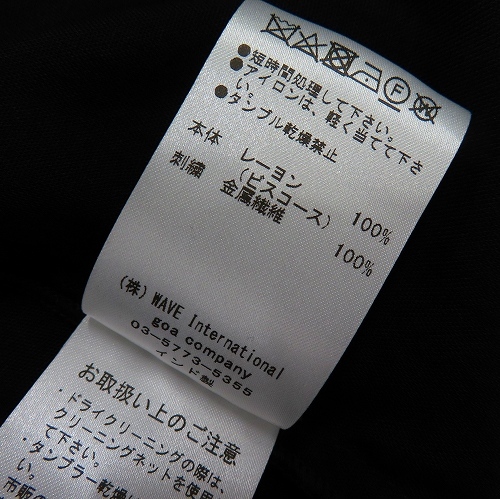 F W
●短時間処理して下さい。
●アイロンは、軽く当てて下さ
い。
●タンブル乾燥禁止
本体 レーヨン
(ビスコース) 100%
刺繍 金属繊維 100%
(株) WAVE International
goa company
03-5773-5355
インド製
お取扱い上のご注意
・ドライクリーニングの際は、
クリーニングネットを使用
て下さい。
・タンブラー乾燥
い。
市販の